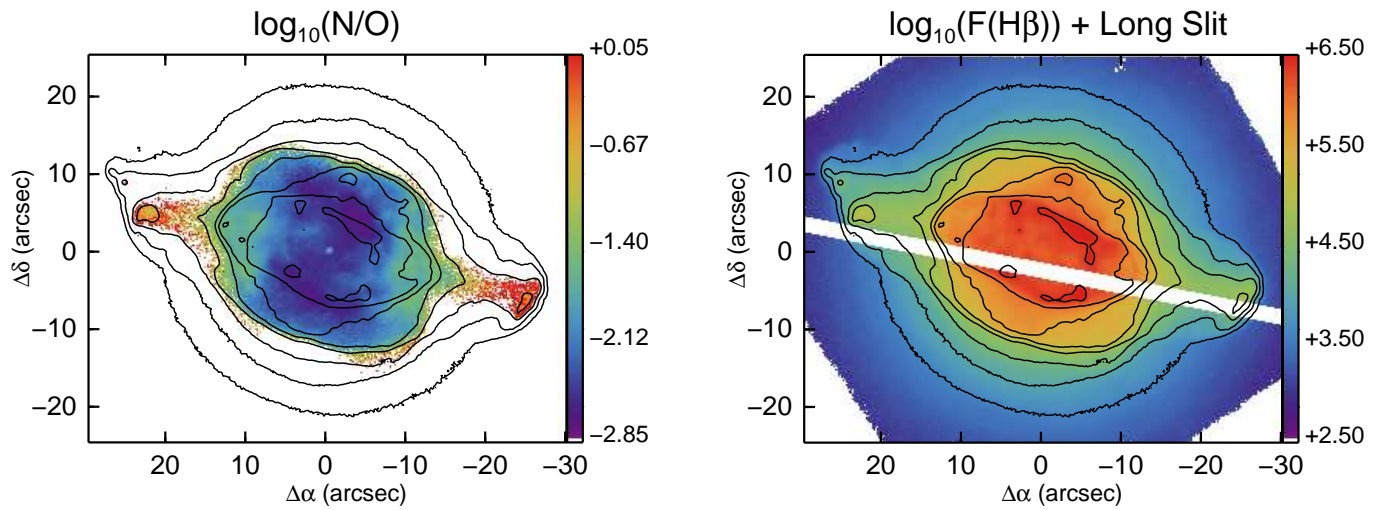 log₁₀(N/O)
+0.05
−0.67
−1.40
−2.12
−2.85
20
10
0
−10
−20
Δδ (arcsec)
20 10 0 −10 −20 −30
Δα (arcsec)
log₁₀(F(Hβ)) + Long Slit
+6.50
+5.50
+4.50
+3.50
+2.50
20
10
0
−10
−20
Δδ (arcsec)
20 10 0 −10 −20 −30
Δα (arcsec)